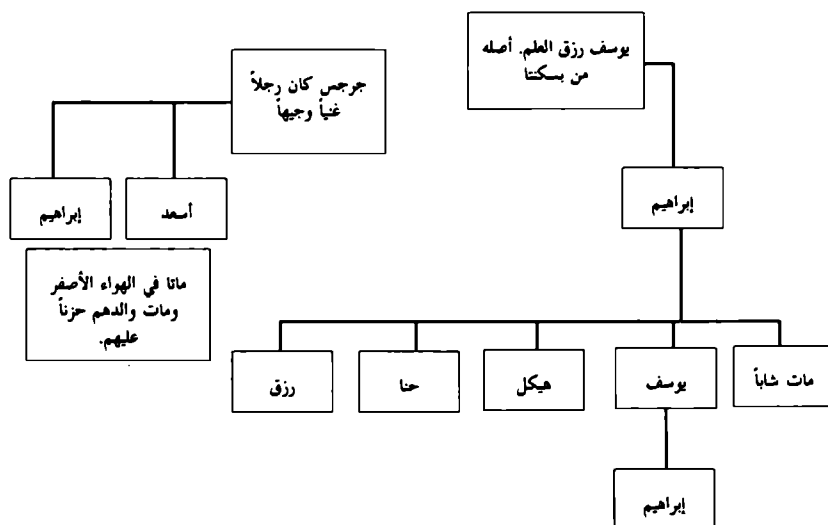 يوسف رزق العلم. أصله
من بسكنتا
جرجس كان رجلاً
غنياً وجيهاً
إبراهيم
أسعد
إبراهيم
ماتا في الهواء الأصفر
ومات والدهم حزناً
عليهم.
مات شاباً
يوسف
هيكل
حنا
رزق
إبراهيم